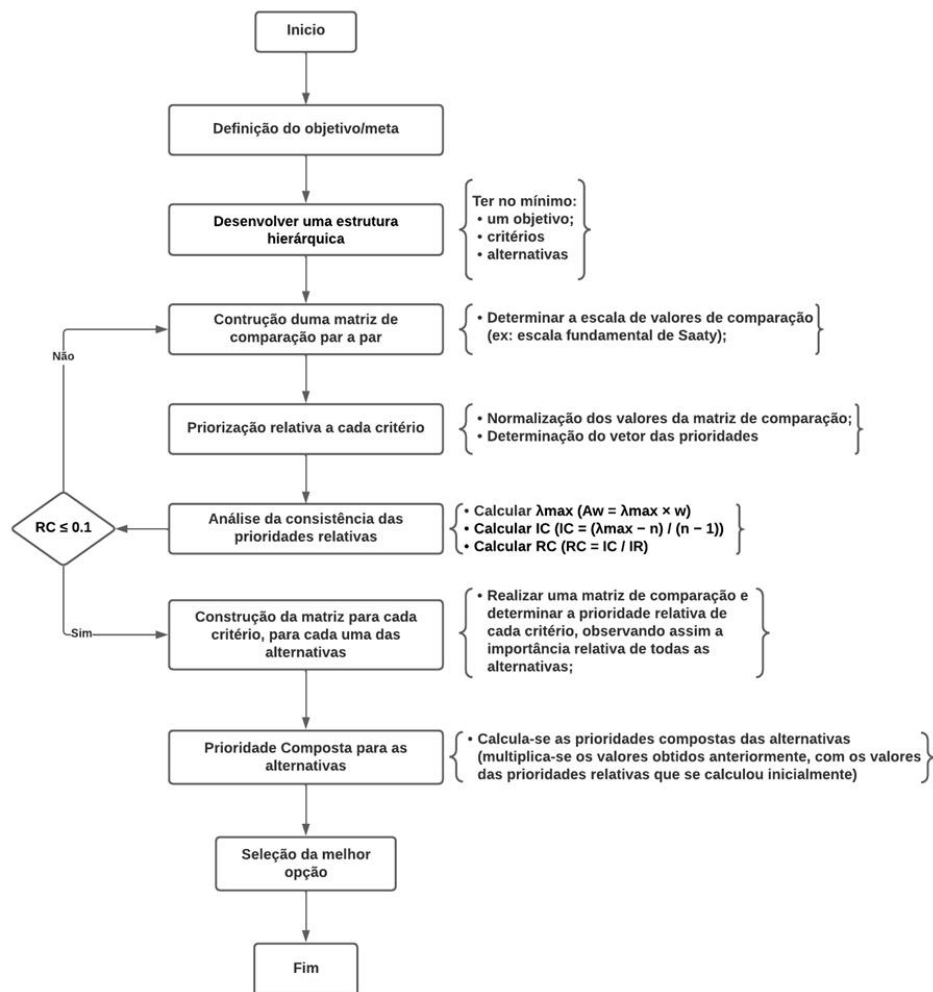 Inicio
Definição do objetivo/meta
Desenvolver uma estrutura
hierárquica
Ter no mínimo:
• um objetivo;
• critérios
• alternativas
Contrução duma matriz de
comparação par a par
• Determinar a escala de valores de comparação
(ex: escala fundamental de Saaty);
Não
Priorização relativa a cada critério
• Normalização dos valores da matriz de comparação;
• Determinação do vetor das prioridades
RC ≤ 0.1
Análise da consistência das
prioridades relativas
• Calcular λmax (Aw = λmax × w)
• Calcular IC (IC = (λmax − n) / (n − 1))
• Calcular RC (RC = IC / IR)
Sim
Construção da matriz para cada
critério, para cada uma das
alternativas
• Realizar uma matriz de comparação e
determinar a prioridade relativa de
cada critério, observando assim a
importância relativa de todas as
alternativas;
Prioridade Composta para as
alternativas
• Calcula-se as prioridades compostas das alternativas
(multiplica-se os valores obtidos anteriormente, com os valores
das prioridades relativas que se calculou inicialmente)
Seleção da melhor
opção
Fim